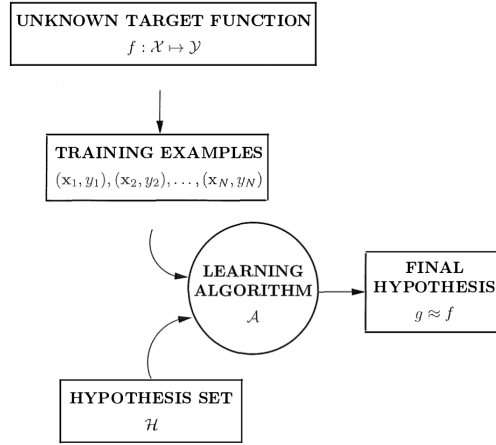 UNKNOWN TARGET FUNCTION
f : 𝒳 ↦ 𝒴
TRAINING EXAMPLES
(x₁, y₁), (x₂, y₂), . . . , (x_N, y_N)
LEARNING
ALGORITHM
𝒜
FINAL
HYPOTHESIS
g ≈ f
HYPOTHESIS SET
ℋ